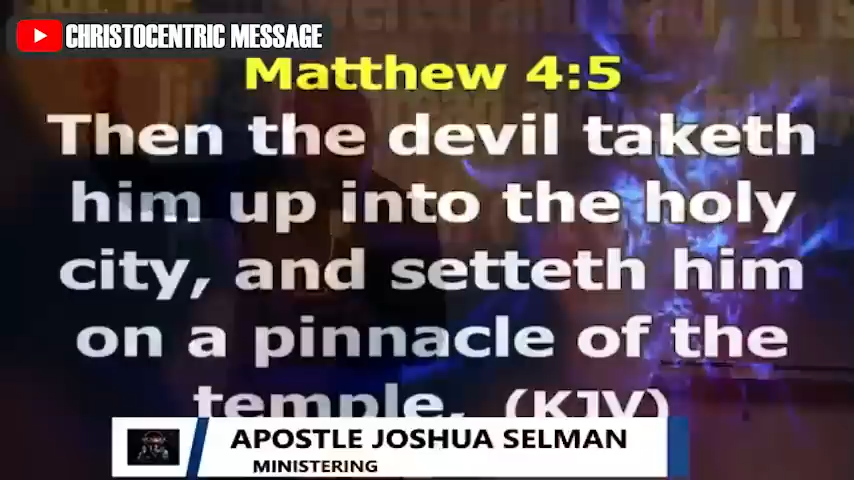 CHRISTOCENTRIC MESSAGE
Matthew 4:5
Then the devil taketh
him up into the holy
city, and setteth him
on a pinnacle of the
temple, (KJV)
APOSTLE JOSHUA SELMAN
MINISTERING